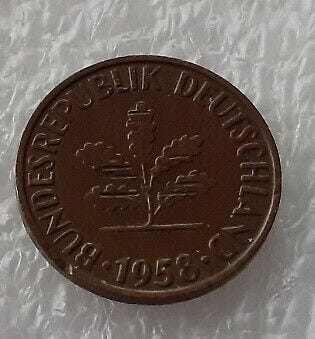 BUNDESREPUBLIK DEUTSCHLAND
· 1958 ·